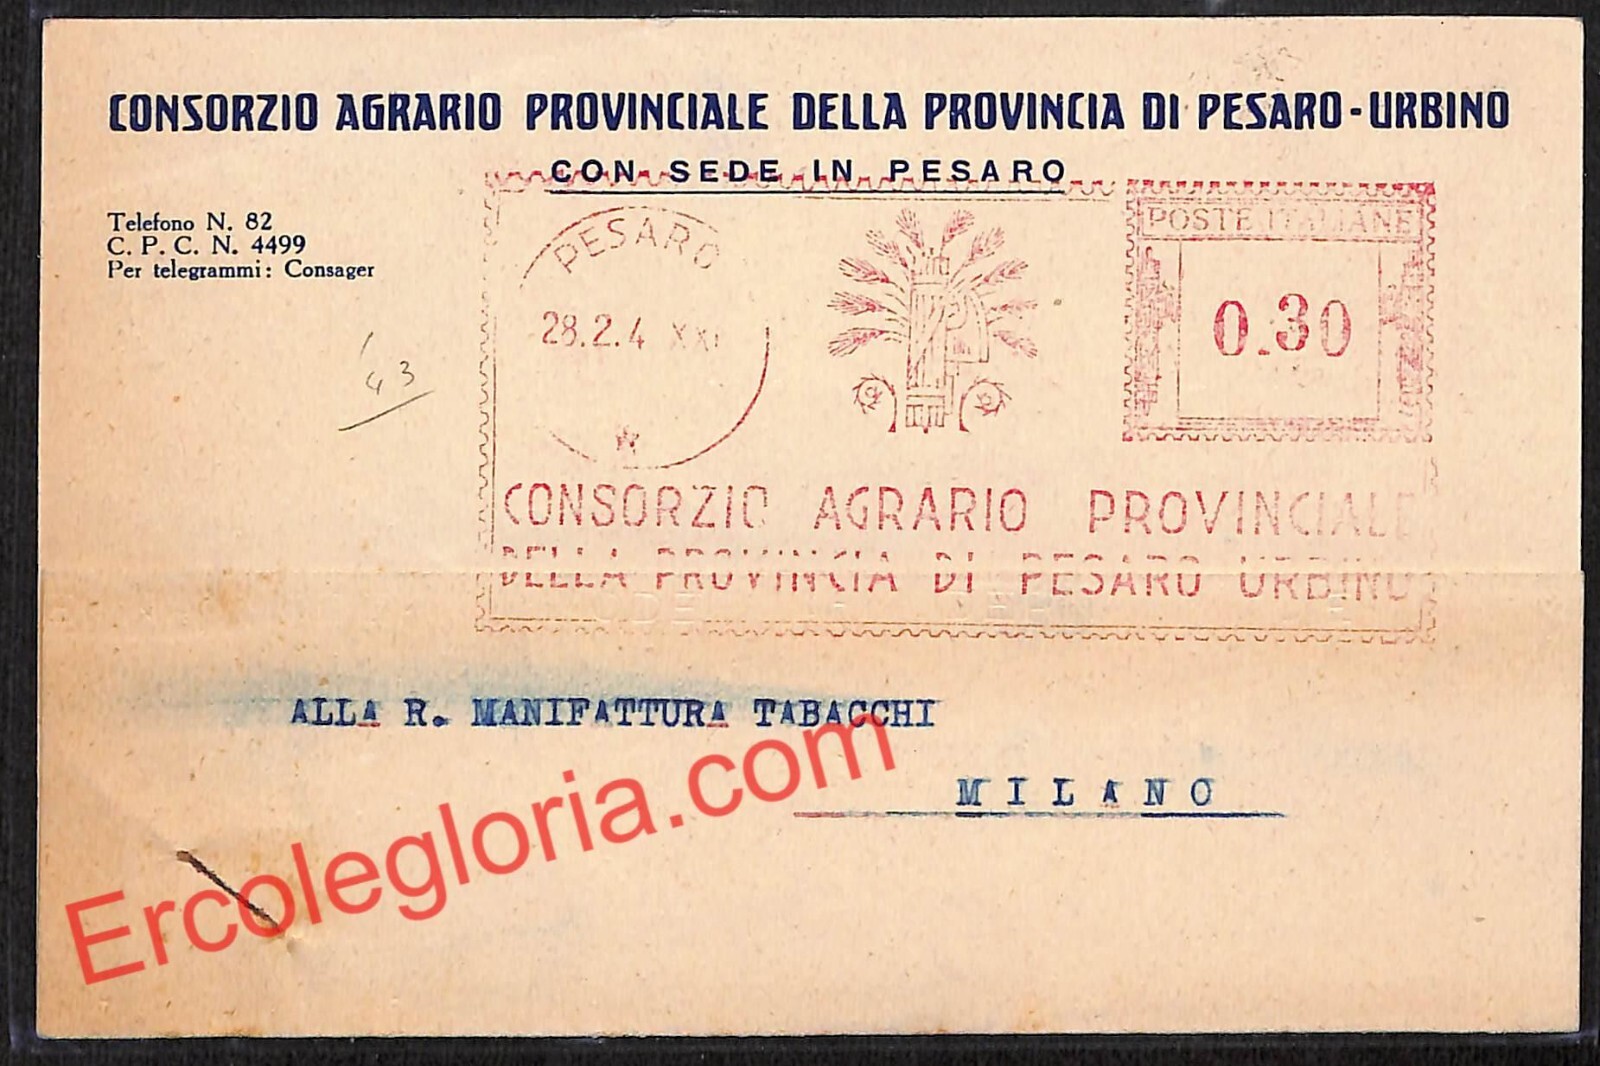 CONSORZIO AGRARIO PROVINCIALE DELLA PROVINCIA DI PESARO-URBINO
CON SEDE IN PESARO
Telefono N. 82
C. P. C. N. 4499
Per telegrammi: Consager
43
PESARO
28.2.4 XXI
POSTE ITALIANE
0.30
CONSORZIO AGRARIO PROVINCIALE
DELLA PROVINCIA DI PESARO URBINO
ALLA R. MANIFATTURA TABACCHI
MILANO
Ercolegloria.com